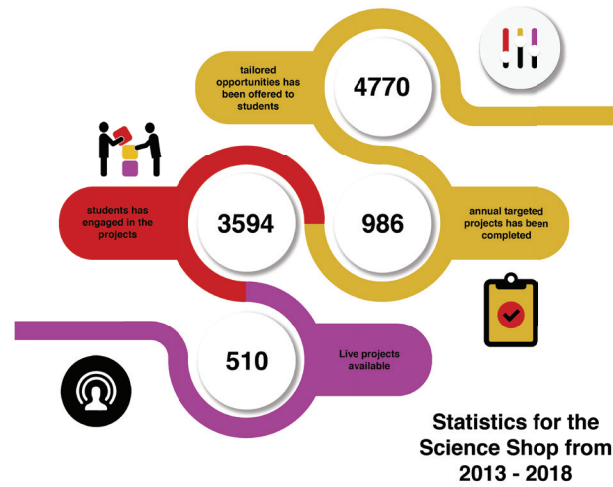 tailored
opportunities has
been offered to
students
4770
students has
engaged in the
projects
3594
986
annual targeted
projects has been
completed
510
Live projects
available
Statistics for the
Science Shop from
2013 - 2018